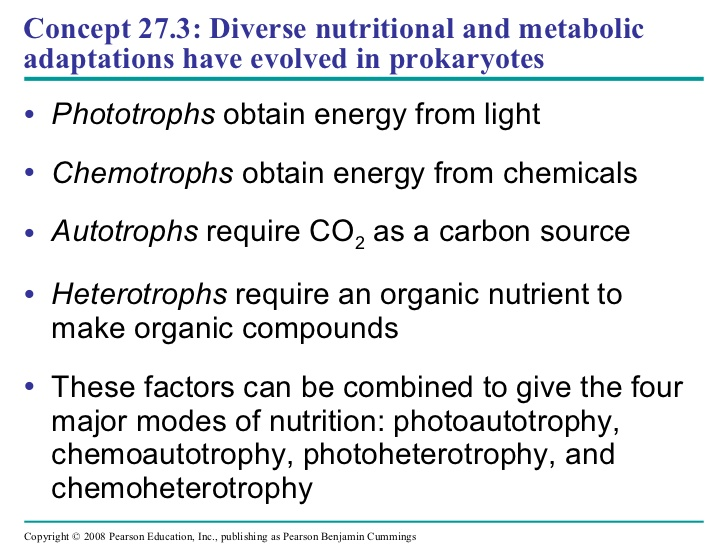 Concept 27.3: Diverse nutritional and metabolic
adaptations have evolved in prokaryotes
• Phototrophs obtain energy from light
• Chemotrophs obtain energy from chemicals
• Autotrophs require CO₂ as a carbon source
• Heterotrophs require an organic nutrient to
make organic compounds
• These factors can be combined to give the four
major modes of nutrition: photoautotrophy,
chemoautotrophy, photoheterotrophy, and
chemoheterotrophy
Copyright © 2008 Pearson Education, Inc., publishing as Pearson Benjamin Cummings